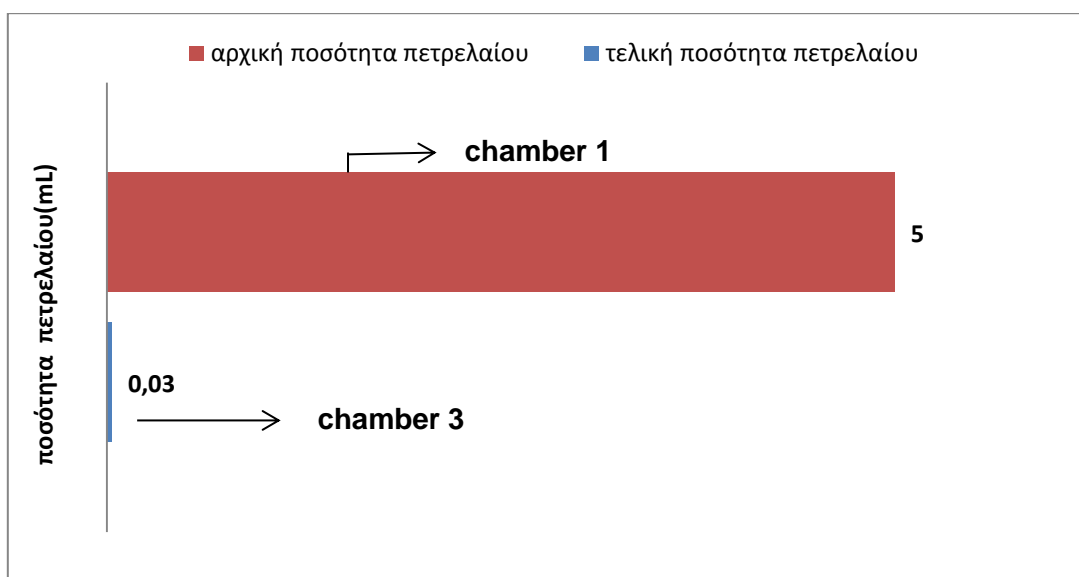 αρχική ποσότητα πετρελαίου τελική ποσότητα πετρελαίου
chamber 1
5
ποσότητα πετρελαίου(mL)
0,03
chamber 3